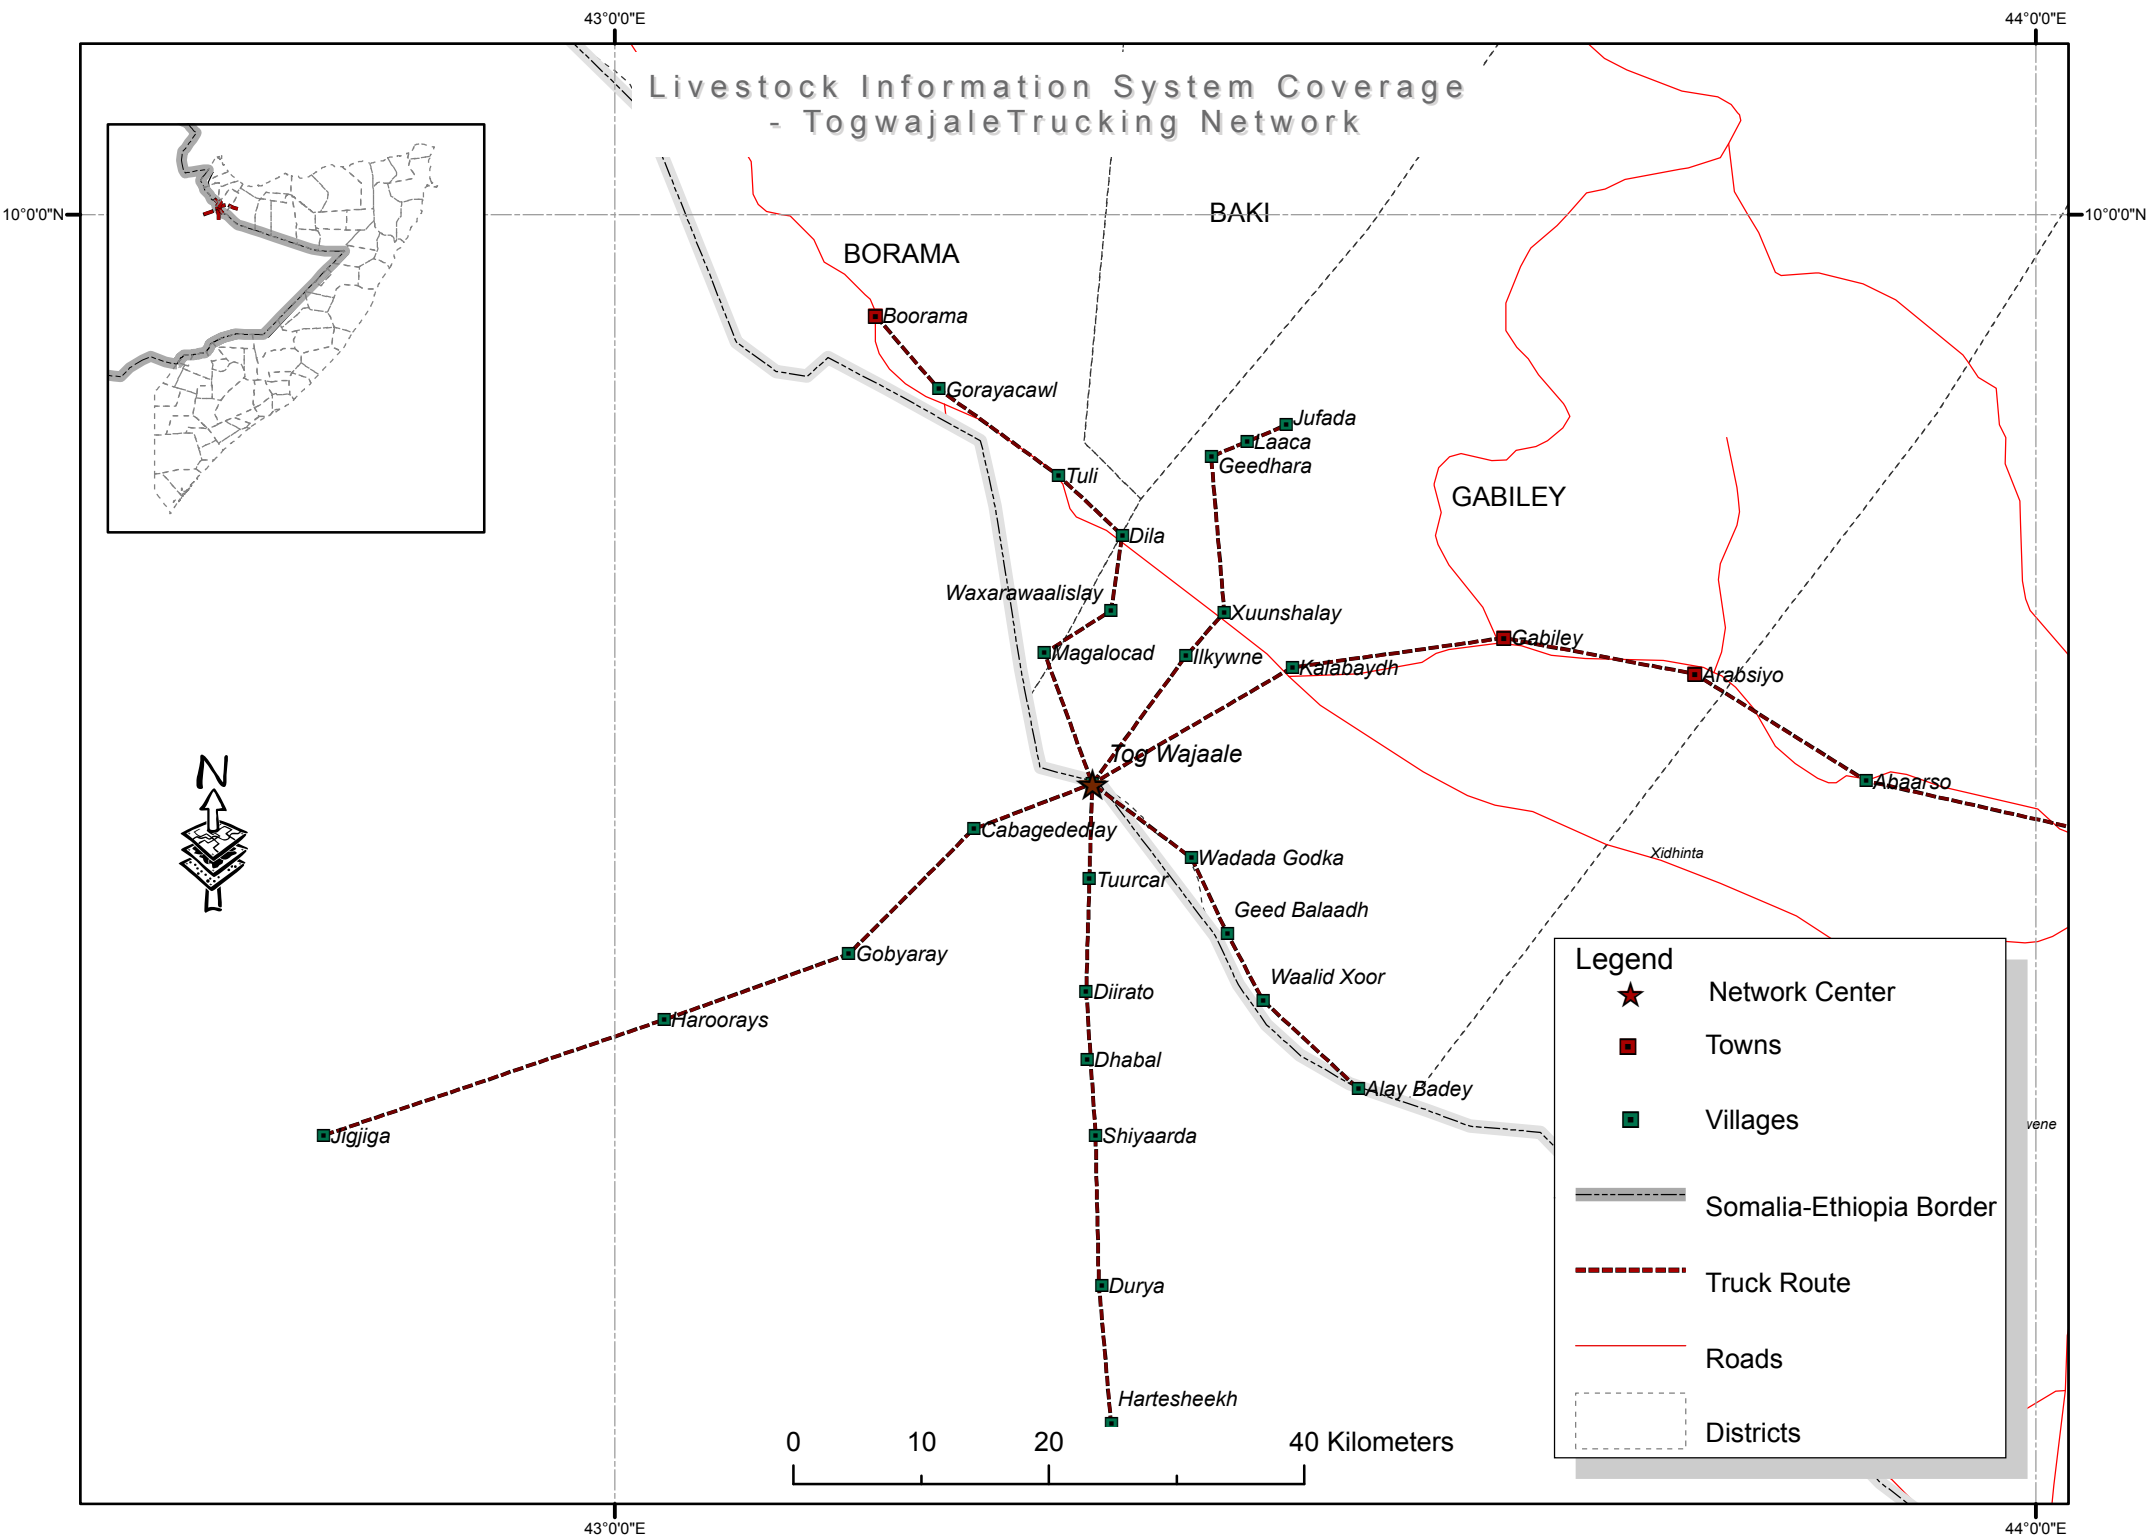 43°0'0"E
44°0'0"E
Livestock Information System Coverage
- TogwajaleTrucking Network
10°0'0"N
10°0'0"N
BAKI
BORAMA
Boorama
Gorayacawl
Jufada
Laaca
Geedhara
Tuli
GABILEY
Dila
Waxarawaalislay
Xuunshalay
Gabiley
Magalocad
Ilkywne
Kalabaydh
Arabsiyo
Tog Wajaale
Abaarso
N
Cabagededlay
Wadada Godka
Xidhinta
Tuurcar
Geed Balaadh
Gobyaray
Waalid Xoor
Diirato
Haroorays
Dhabal
Alay Badey
Jigjiga
Shiyaarda
Durya
Hartesheekh
Legend
Network Center
Towns
Villages
Somalia-Ethiopia Border
Truck Route
Roads
Districts
0 10 20 40 Kilometers
43°0'0"E
44°0'0"E